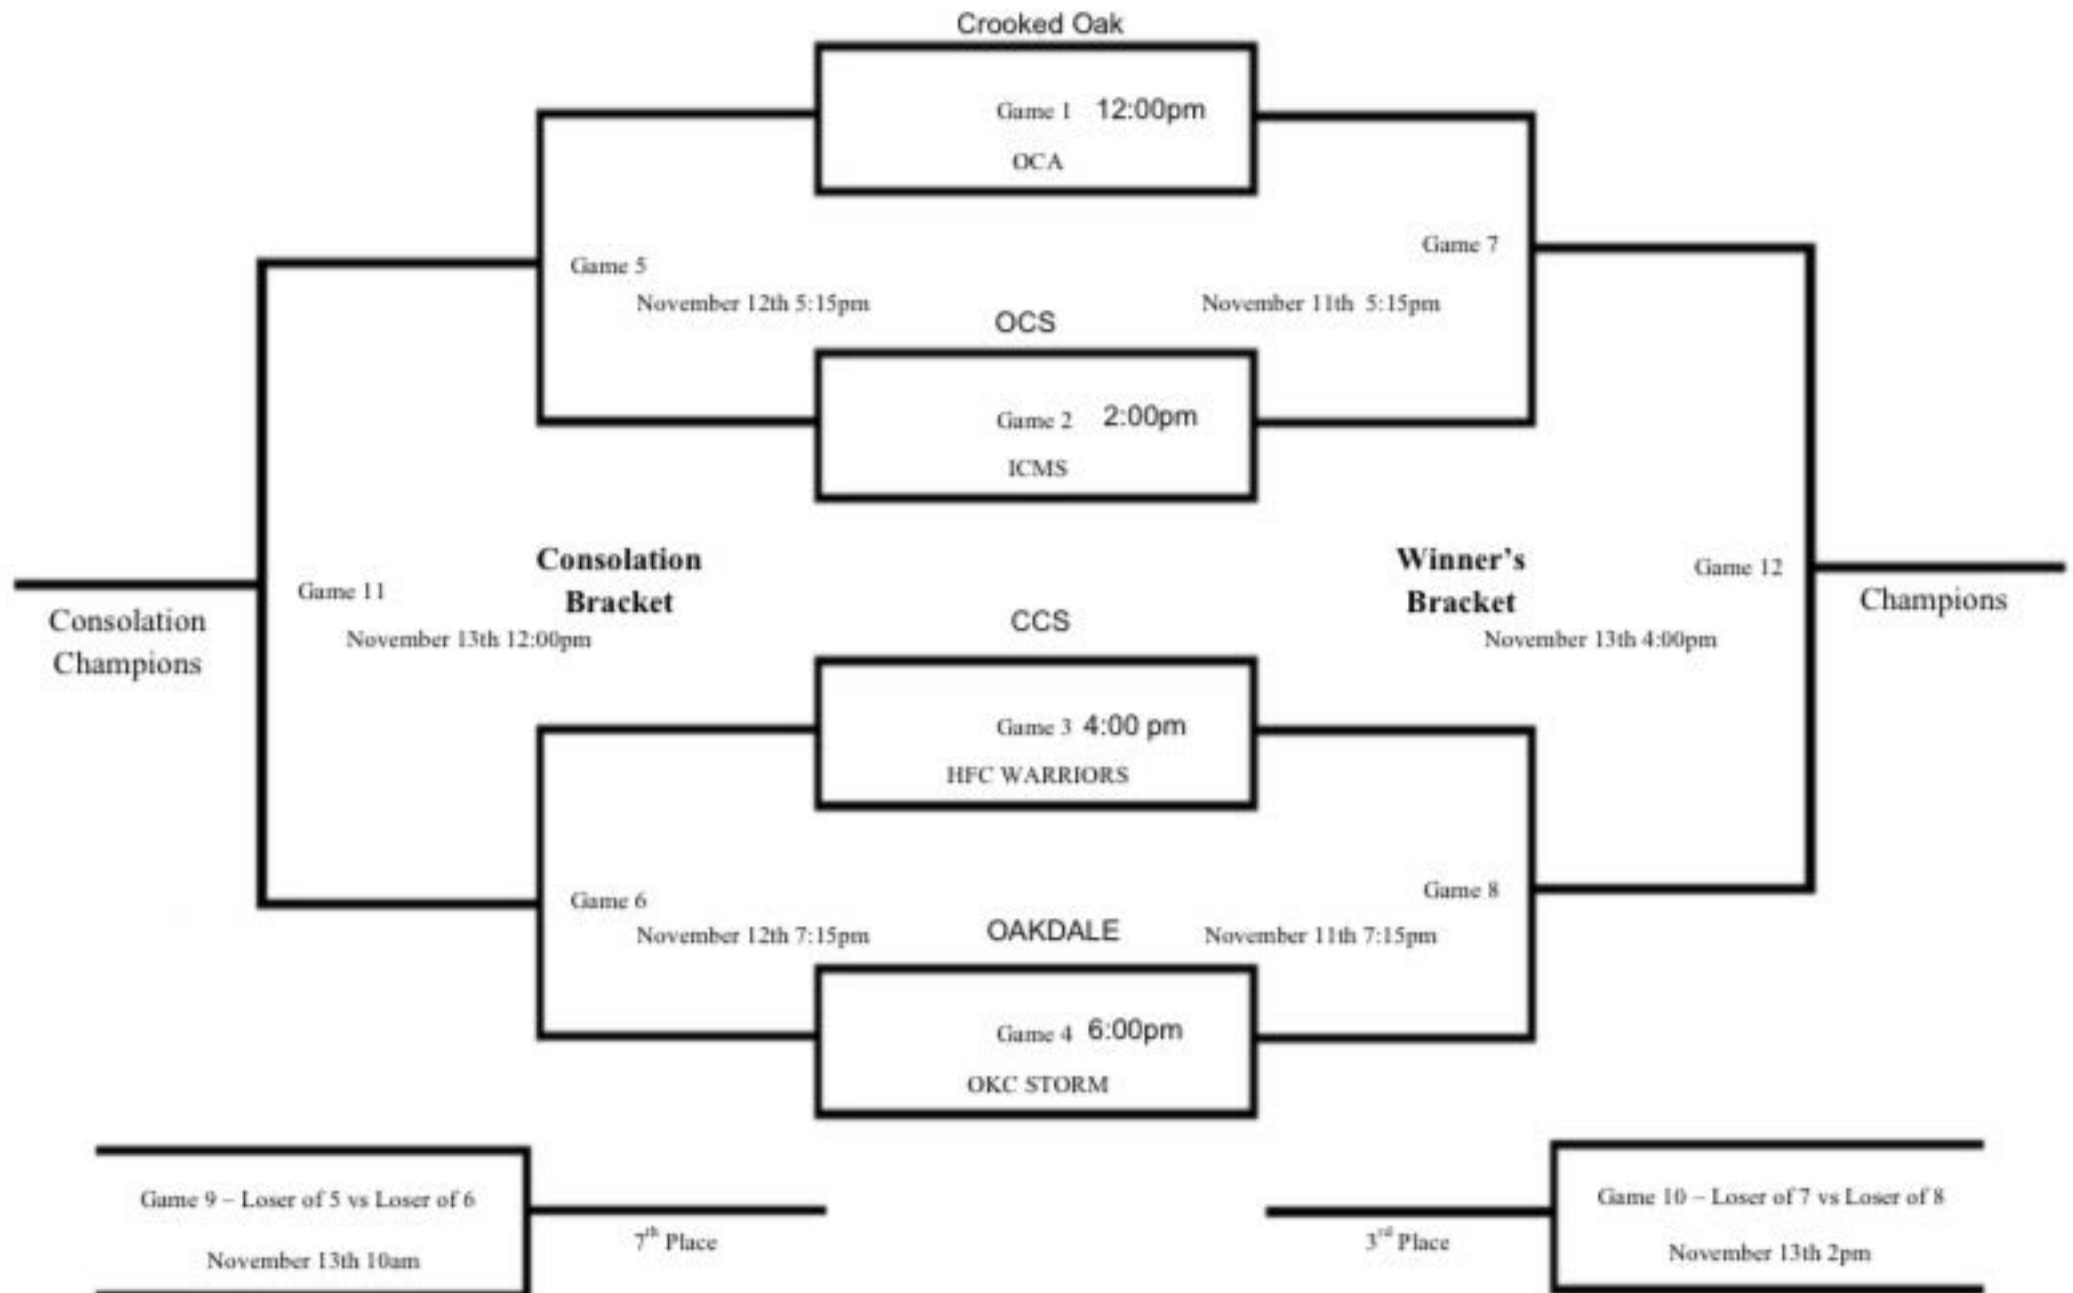 Crooked Oak
Game 1 12:00pm
OCA
Game 7
Game 5
November 12th 5:15pm
November 11th 5:15pm
OCS
Game 2 2:00pm
ICMS
Consolation
Bracket
Winner's
Bracket
Game 12
Champions
November 13th 4:00pm
Game 11
November 13th 12:00pm
Consolation
Champions
CCS
Game 3 4:00 pm
HFC WARRIORS
Game 8
Game 6
November 12th 7:15pm
OAKDALE
November 11th 7:15pm
Game 4 6:00pm
OKC STORM
Game 9 – Loser of 5 vs Loser of 6
November 13th 10am
7th Place
3rd Place
Game 10 – Loser of 7 vs Loser of 8
November 13th 2pm